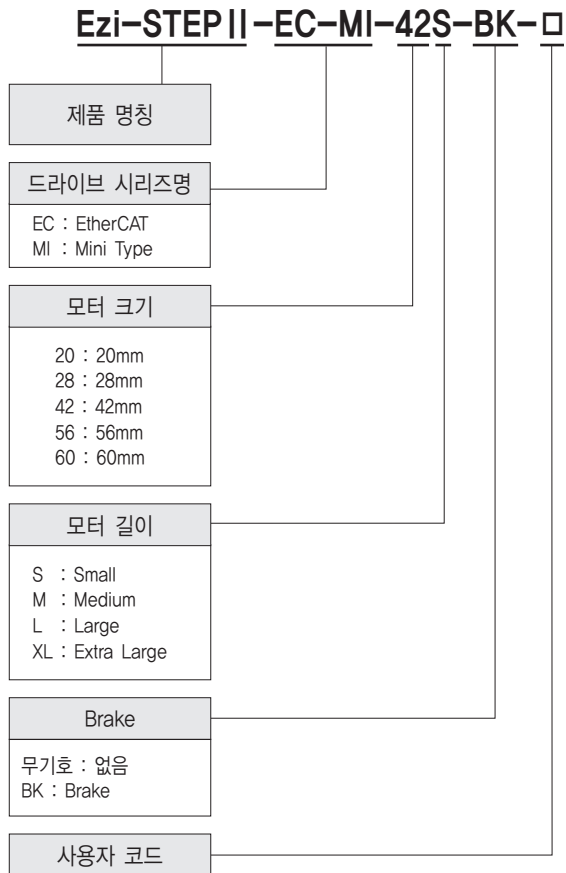 Ezi-STEPⅡ-EC-MI-42S-BK-□
제품 명칭
드라이브 시리즈명
EC : EtherCAT
MI : Mini Type
모터 크기
20 : 20mm
28 : 28mm
42 : 42mm
56 : 56mm
60 : 60mm
모터 길이
S : Small
M : Medium
L : Large
XL : Extra Large
Brake
무기호 : 없음
BK : Brake
사용자 코드